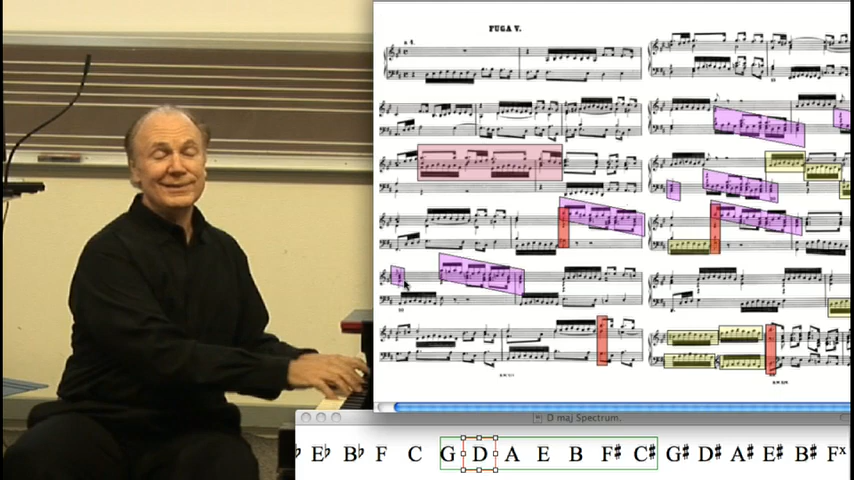 FUGA V.
D maj Spectrum.
♭ E♭ B♭ F C G D A E B F♯ C♯ G♯ D♯ A♯ E♯ B♯ Fˣ